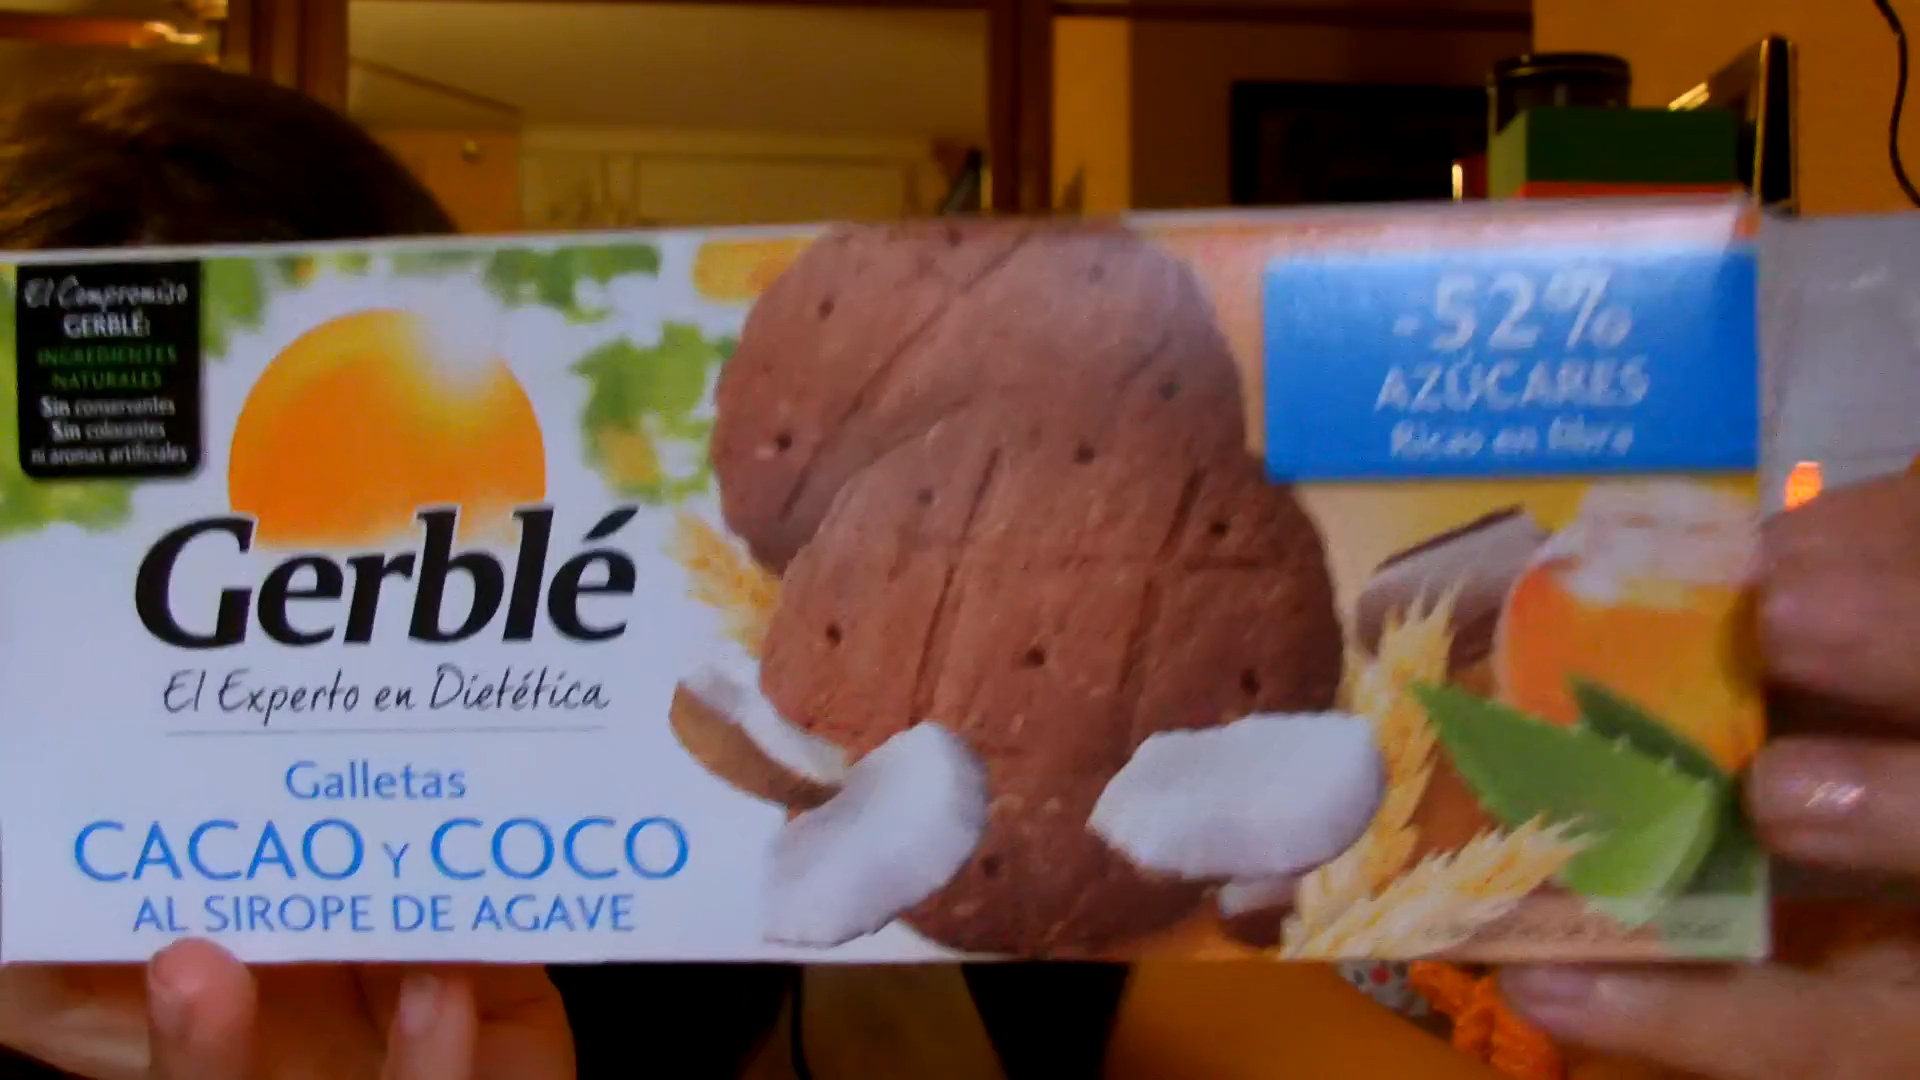 El Compromiso
GERBLÉ:
INGREDIENTES
NATURALES
Sin conservantes
Sin colorantes
ni aromas artificiales
Gerblé
El Experto en Dietética
Galletas
CACAO Y COCO
AL SIROPE DE AGAVE
-52%
AZÚCARES
Ricas en fibra